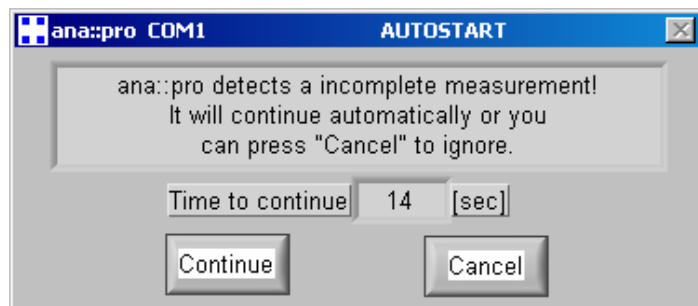 ana::pro COM1 AUTOSTART
ana::pro detects a incomplete measurement!
It will continue automatically or you
can press "Cancel" to ignore.
Time to continue 14 [sec]
Continue Cancel